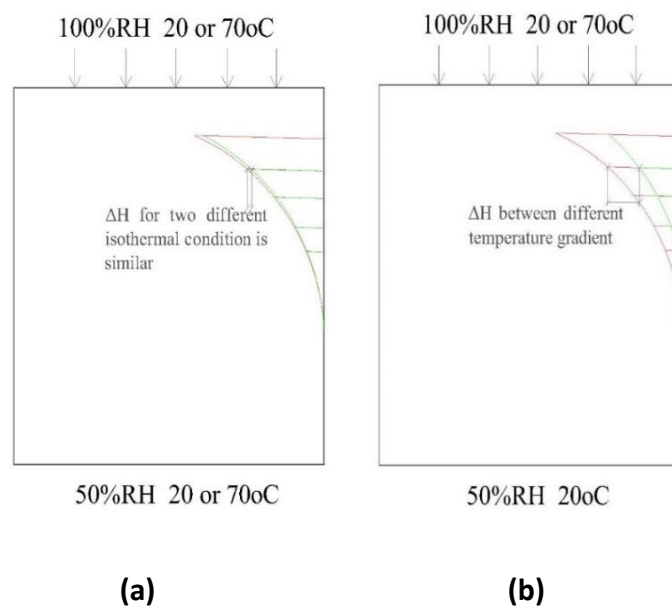 100%RH 20 or 70oC
100%RH 20 or 70oC
ΔH for two different
isothermal condition is
similar
ΔH between different
temperature gradient
50%RH 20 or 70oC
50%RH 20oC
(a)
(b)